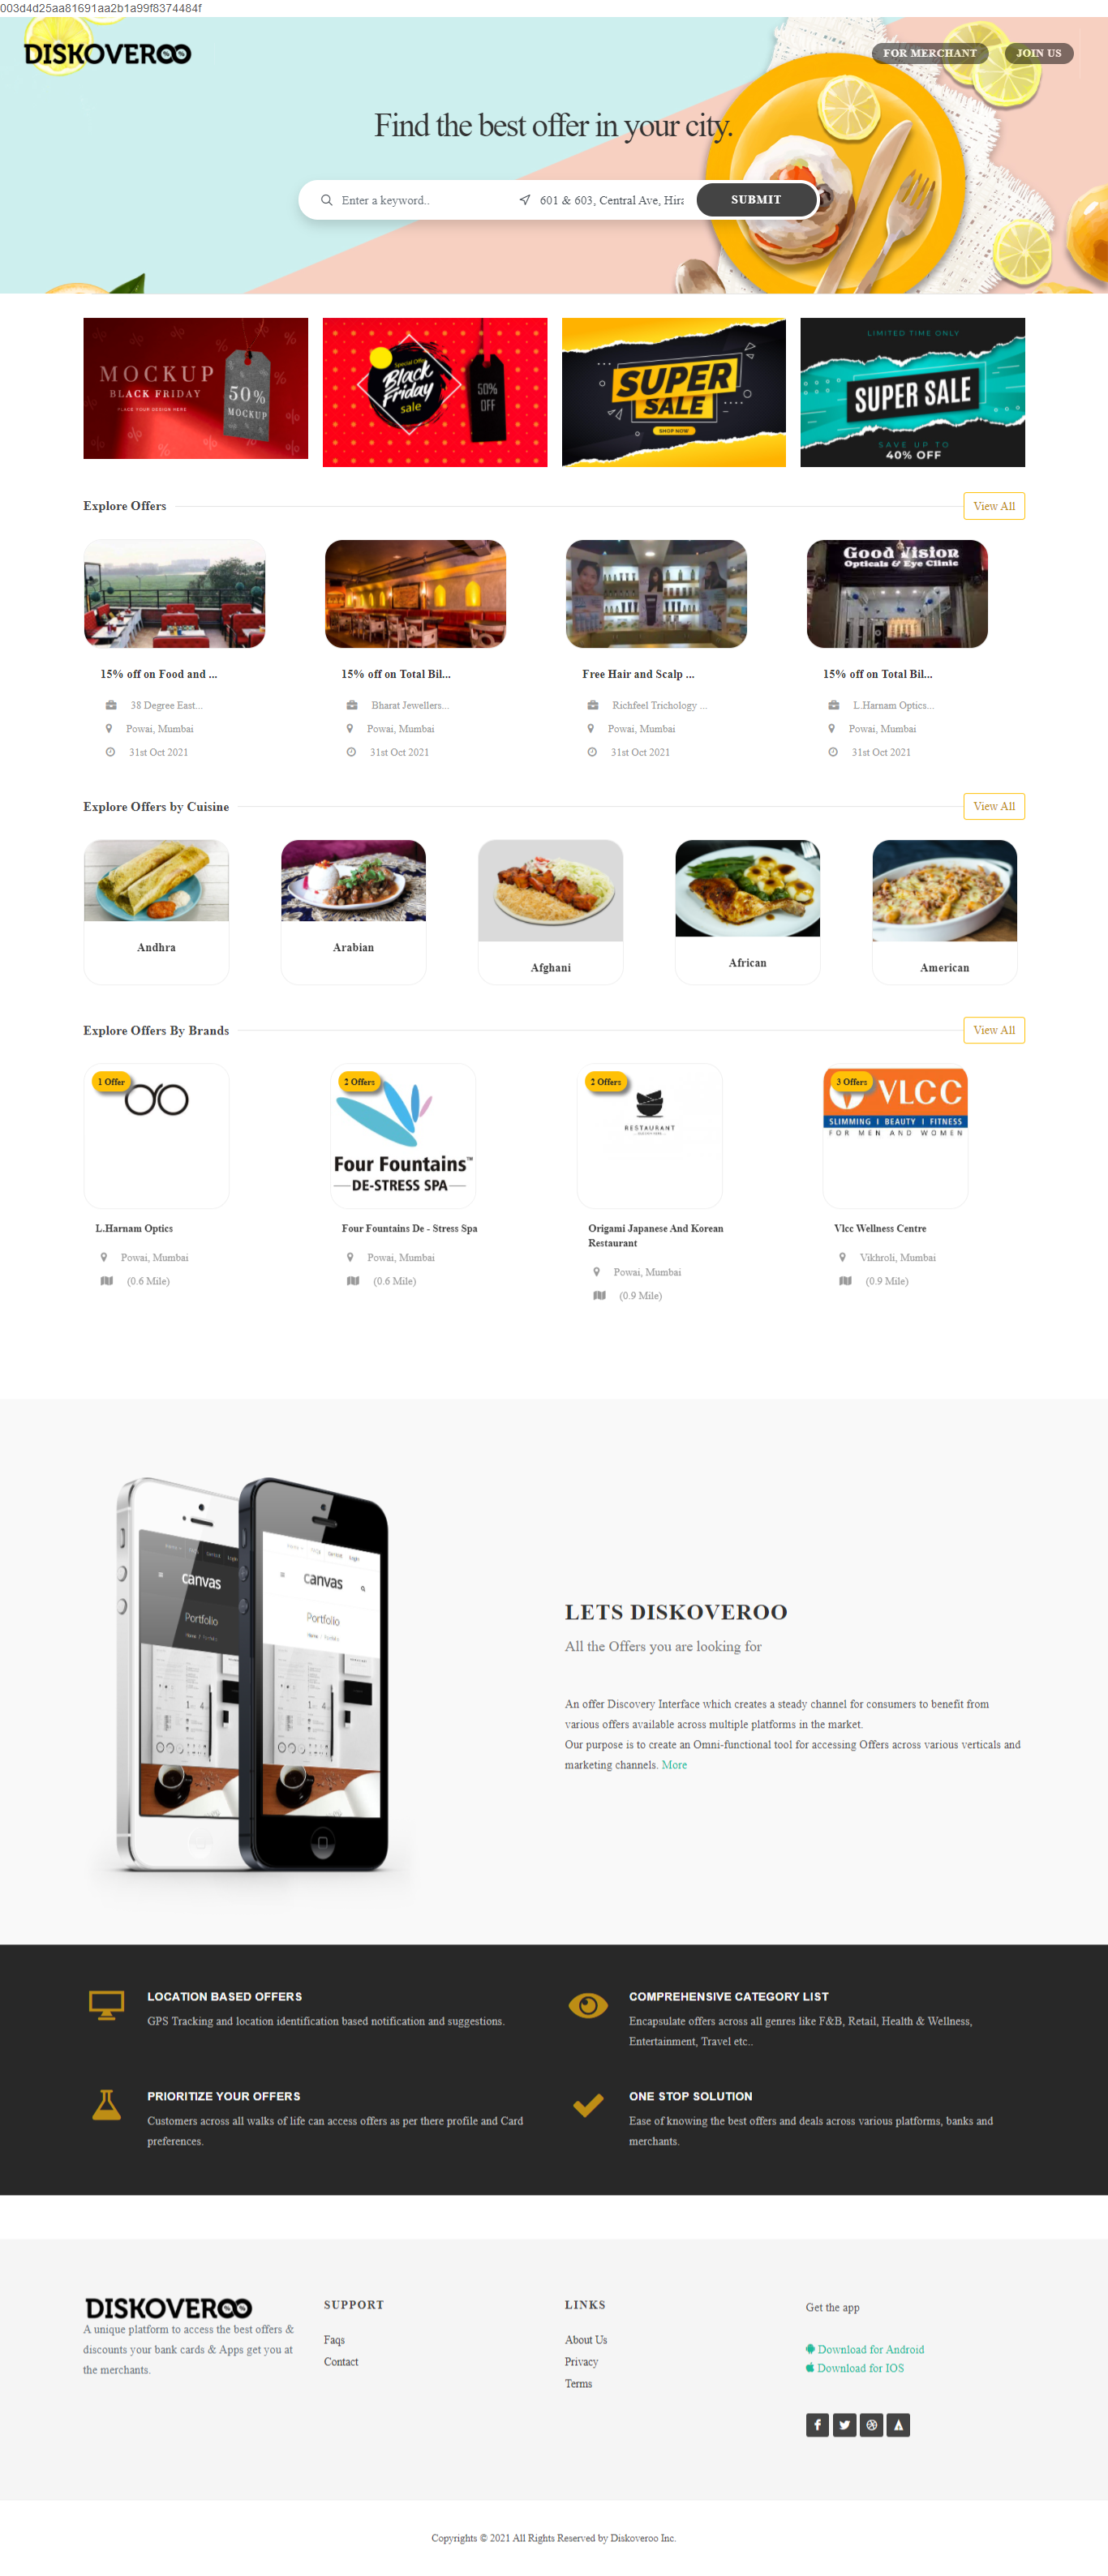 003d4d25aa81691aa2b1a99f8374484f
DISKOVEROO
FOR MERCHANT
JOIN US
Find the best offer in your city.
Enter a keyword..
601 & 603, Central Ave, Hira
SUBMIT
MOCKUP
BLACK FRIDAY
PLACE YOUR DESIGN HERE
50%
MOCKUP
Special Offer
Black
Friday
sale
50%
OFF
SUPER
SALE
SHOP NOW
LIMITED TIME ONLY
SUPER SALE
SAVE UP TO
40% OFF
Explore Offers
View All
Good Vision
Opticals & Eye Clinic
15% off on Food and ...
38 Degree East...
Powai, Mumbai
31st Oct 2021
15% off on Total Bil...
Bharat Jewellers...
Powai, Mumbai
31st Oct 2021
Free Hair and Scalp ...
Richfeel Trichology ...
Powai, Mumbai
31st Oct 2021
15% off on Total Bil...
L.Harnam Optics...
Powai, Mumbai
31st Oct 2021
Explore Offers by Cuisine
View All
Andhra
Arabian
Afghani
African
American
Explore Offers By Brands
View All
1 Offer
L.Harnam Optics
Powai, Mumbai
(0.6 Mile)
2 Offers
Four Fountains™
DE-STRESS SPA
Four Fountains De - Stress Spa
Powai, Mumbai
(0.6 Mile)
2 Offers
RESTAURANT
Origami Japanese And Korean
Restaurant
Powai, Mumbai
(0.9 Mile)
3 Offers
VLCC
SLIMMING | BEAUTY | FITNESS
FOR MEN AND WOMEN
Vlcc Wellness Centre
Vikhroli, Mumbai
(0.9 Mile)
canvas
Portfolio
canvas
Portfolio
LETS DISKOVEROO
All the Offers you are looking for
An offer Discovery Interface which creates a steady channel for consumers to benefit from
various offers available across multiple platforms in the market.
Our purpose is to create an Omni-functional tool for accessing Offers across various verticals and
marketing channels. More
LOCATION BASED OFFERS
GPS Tracking and location identification based notification and suggestions.
COMPREHENSIVE CATEGORY LIST
Encapsulate offers across all genres like F&B, Retail, Health & Wellness,
Entertainment, Travel etc..
PRIORITIZE YOUR OFFERS
Customers across all walks of life can access offers as per there profile and Card
preferences.
ONE STOP SOLUTION
Ease of knowing the best offers and deals across various platforms, banks and
merchants.
DISKOVEROO
A unique platform to access the best offers &
discounts your bank cards & Apps get you at
the merchants.
SUPPORT
Faqs
Contact
LINKS
About Us
Privacy
Terms
Get the app
Download for Android
Download for IOS
Copyrights © 2021 All Rights Reserved by Diskoveroo Inc.